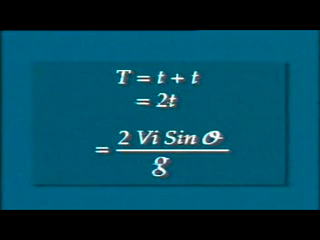 T = t + t
= 2t
= 2 Vi Sin θ / g